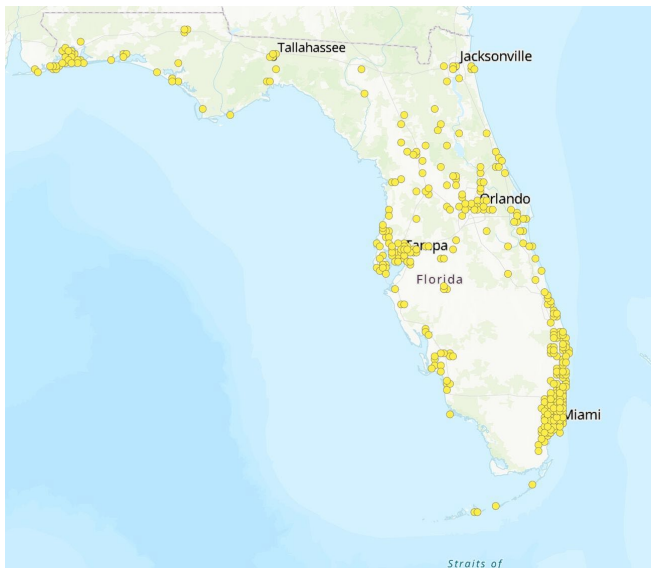 Tallahassee
Jacksonville
Orlando
Tampa
Florida
Miami
Straits of